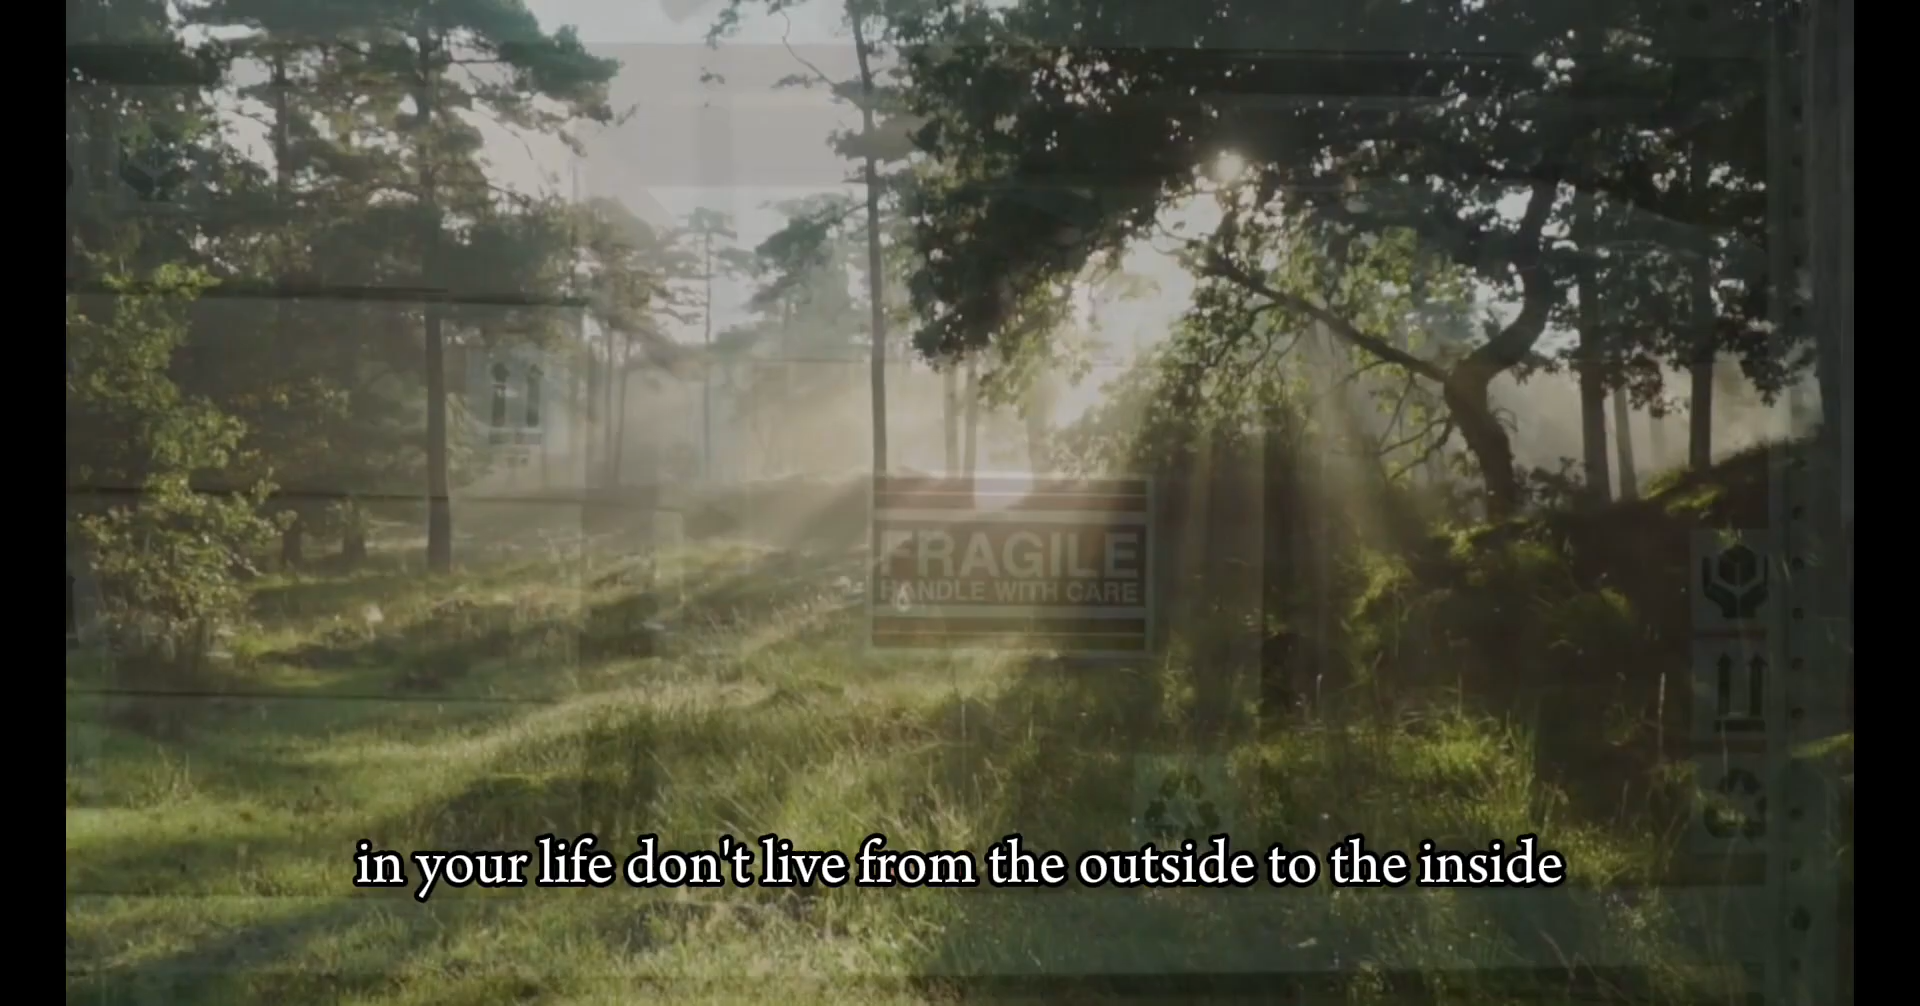 FRAGILE
HANDLE WITH CARE
in your life don't live from the outside to the inside